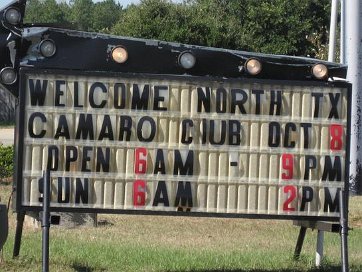 WELCOME NORTH TX
CAMARO CLUB OCT 8
OPEN 6AM - 9PM
SUN 6AM 2PM